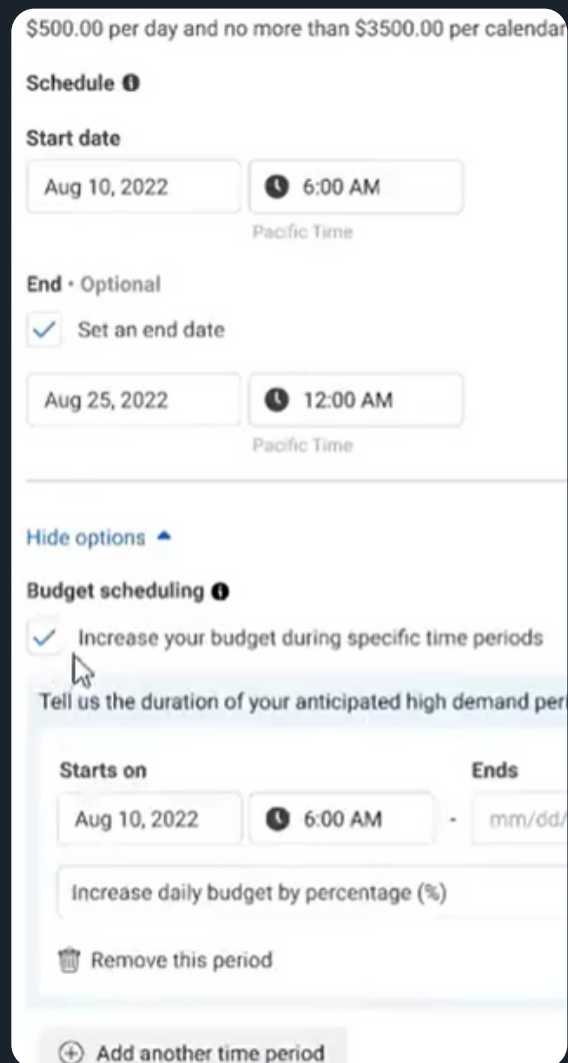 $500.00 per day and no more than $3500.00 per calendar
Schedule
Start date
Aug 10, 2022 6:00 AM
Pacific Time
End • Optional
Set an end date
Aug 25, 2022 12:00 AM
Pacific Time
Hide options
Budget scheduling
Increase your budget during specific time periods
Tell us the duration of your anticipated high demand
Starts on Ends
Aug 10, 2022 6:00 AM - mm/dd/
Increase daily budget by percentage (%)
Remove this period
Add another time period